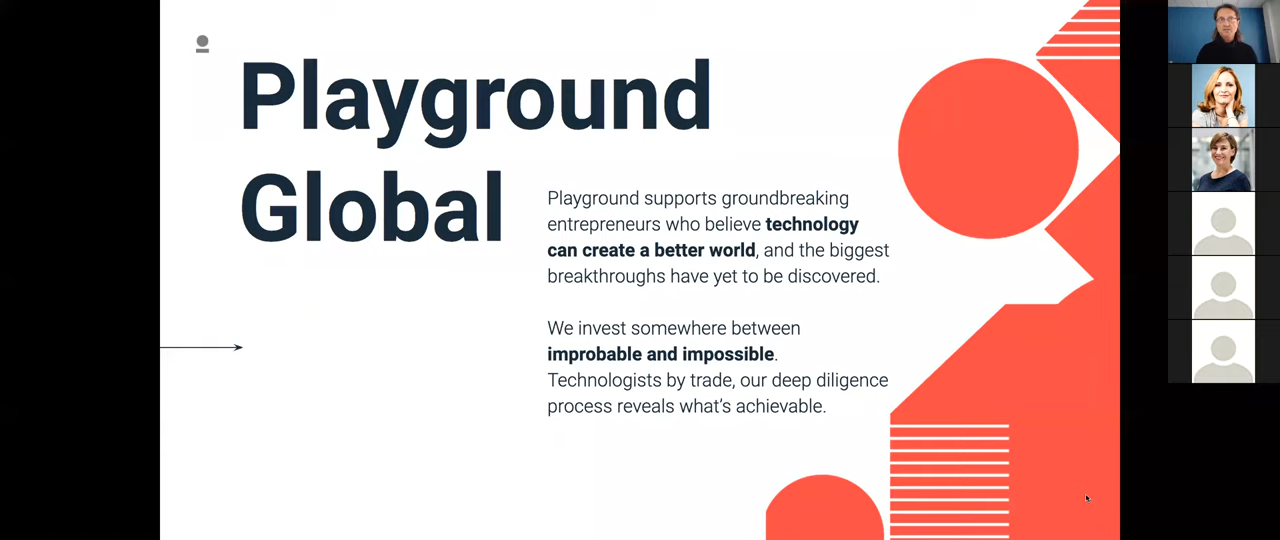 Playground
Global
Playground supports groundbreaking
entrepreneurs who believe technology
can create a better world, and the biggest
breakthroughs have yet to be discovered.
We invest somewhere between
improbable and impossible.
Technologists by trade, our deep diligence
process reveals what’s achievable.